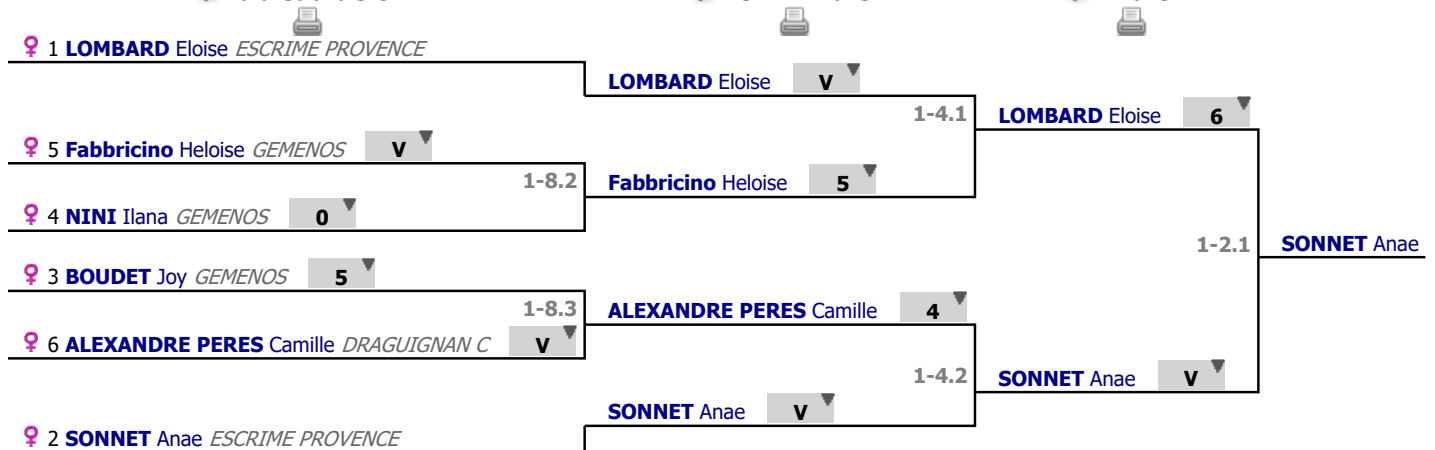 1 LOMBARD Eloise ESCRIME PROVENCE
LOMBARD Eloise V
1-4.1
LOMBARD Eloise 6
5 Fabbricino Heloise GEMENOS V
1-8.2
Fabbricino Heloise 5
4 NINI Ilana GEMENOS 0
1-2.1
SONNET Anae
3 BOUDET Joy GEMENOS 5
1-8.3
ALEXANDRE PERES Camille 4
6 ALEXANDRE PERES Camille DRAGUIGNAN C V
1-4.2
SONNET Anae V
SONNET Anae V
2 SONNET Anae ESCRIME PROVENCE